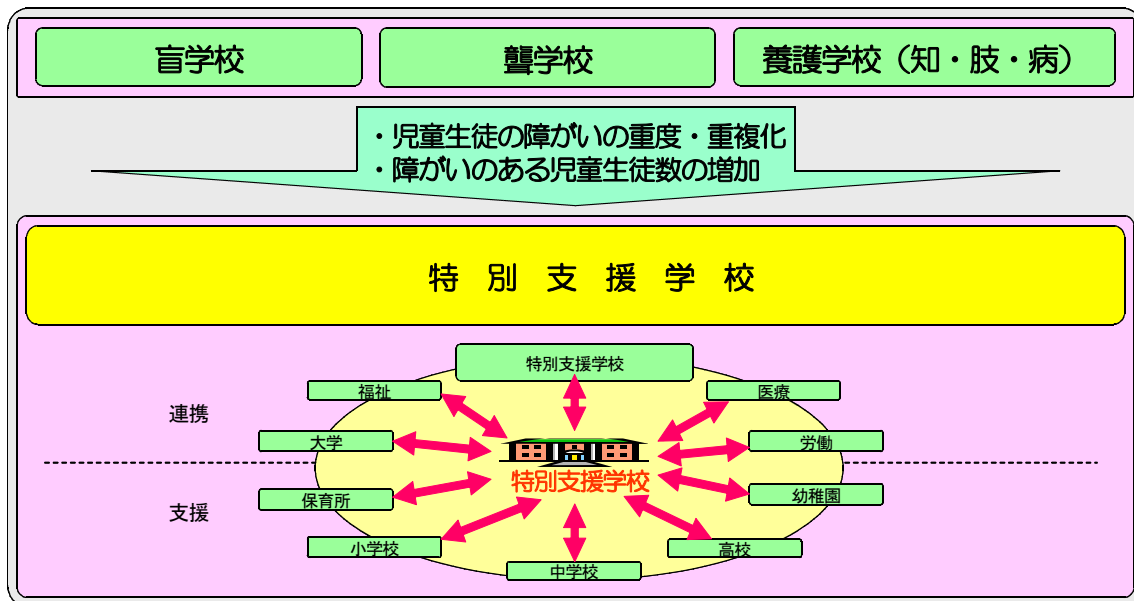 盲学校
聾学校
養護学校（知・肢・病）
・児童生徒の障がいの重度・重複化
・障がいのある児童生徒数の増加
特別支援学校
特別支援学校
福祉
医療
連携
大学
労働
特別支援学校
保育所
幼稚園
支援
小学校
高校
中学校